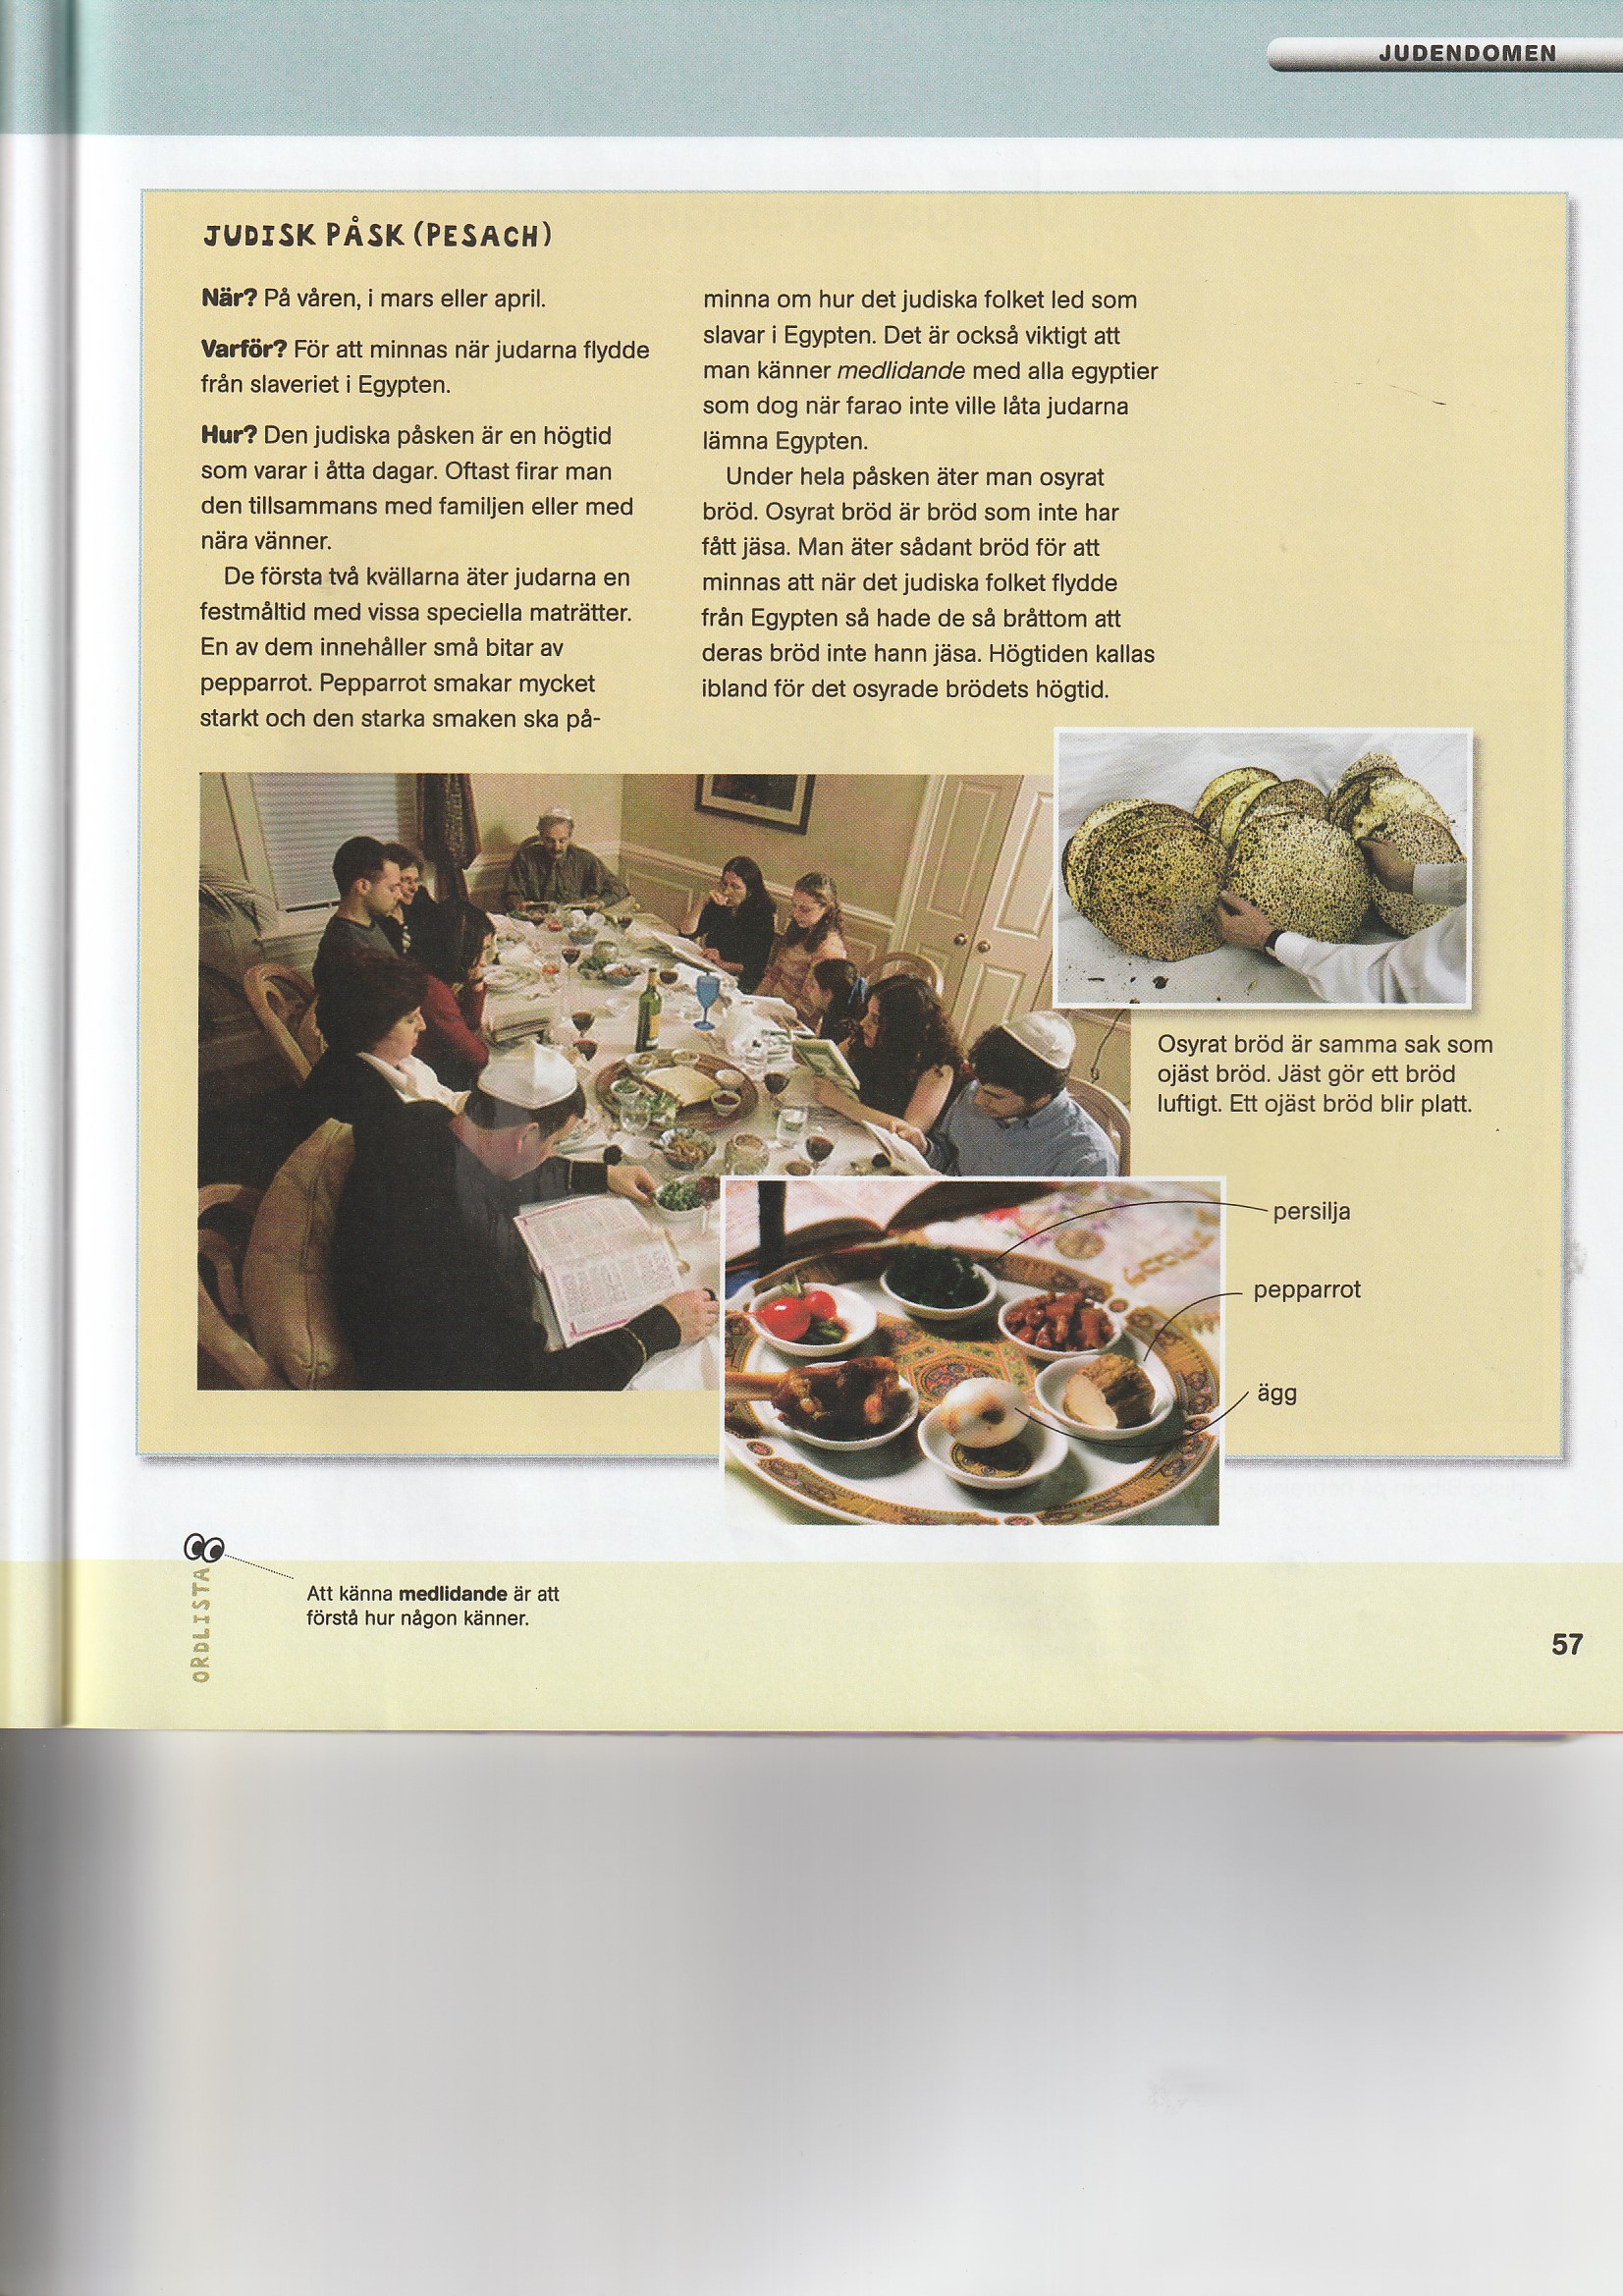 JUDENDOMEN
JUDISK PÅSK (PESACH)
När? På våren, i mars eller april.
Varför? För att minnas när judarna flydde
från slaveriet i Egypten.
Hur? Den judiska påsken är en högtid
som varar i åtta dagar. Oftast firar man
den tillsammans med familjen eller med
nära vänner.
De första två kvällarna äter judarna en
festmåltid med vissa speciella maträtter.
En av dem innehåller små bitar av
pepparrot. Pepparrot smakar mycket
starkt och den starka smaken ska på-
minna om hur det judiska folket led som
slavar i Egypten. Det är också viktigt att
man känner medlidande med alla egyptier
som dog när farao inte ville låta judarna
lämna Egypten.
Under hela påsken äter man osyrat
bröd. Osyrat bröd är bröd som inte har
fått jäsa. Man äter sådant bröd för att
minnas att när det judiska folket flydde
från Egypten så hade de så bråttom att
deras bröd inte hann jäsa. Högtiden kallas
ibland för det osyrade brödets högtid.
Osyrat bröd är samma sak som
ojäst bröd. Jäst gör ett bröd
luftigt. Ett ojäst bröd blir platt.
persilja
pepparrot
ägg
ORDLISTA
Att känna medlidande är att
förstå hur någon känner.
57